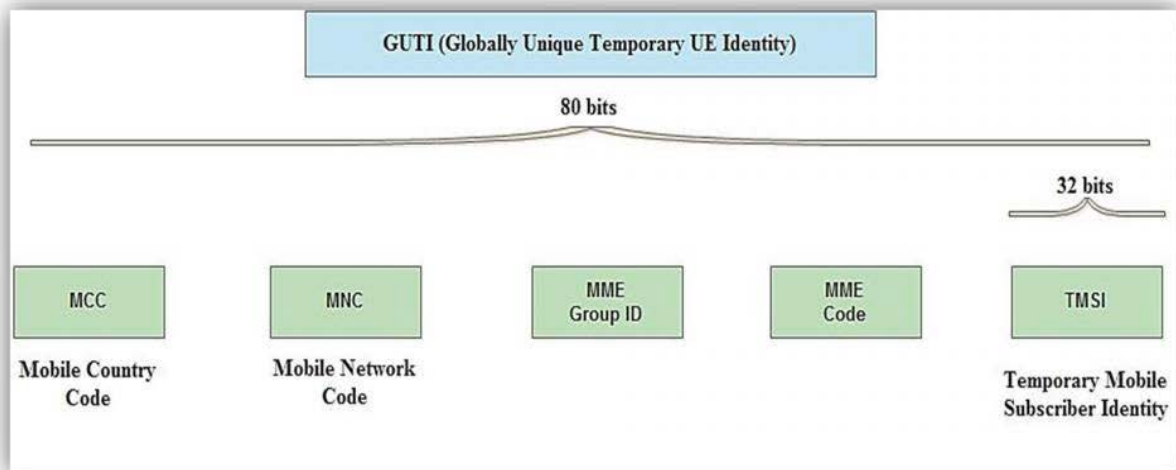 GUTI (Globally Unique Temporary UE Identity)
80 bits
32 bits
MCC
MNC
MME
Group ID
MME
Code
TMSI
Mobile Country
Code
Mobile Network
Code
Temporary Mobile
Subscriber Identity